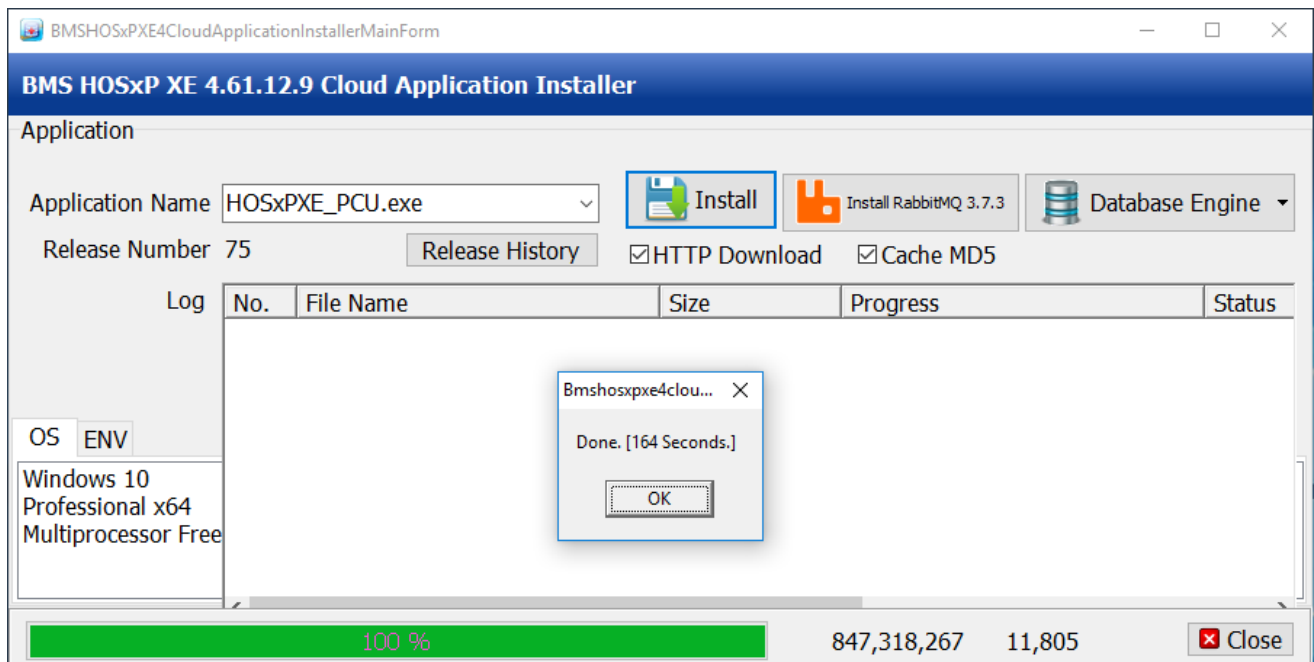 BMSHOSxPXE4CloudApplicationInstallerMainForm
BMS HOSxP XE 4.61.12.9 Cloud Application Installer
Application
Application Name HOSxPXE_PCU.exe Install Install RabbitMQ 3.7.3 Database Engine
Release Number 75 Release History HTTP Download Cache MD5
Log No. File Name Size Progress Status
Bmshosxpxe4clou...
Done. [164 Seconds.]
OK
OS ENV
Windows 10
Professional x64
Multiprocessor Free
100 % 847,318,267 11,805 Close